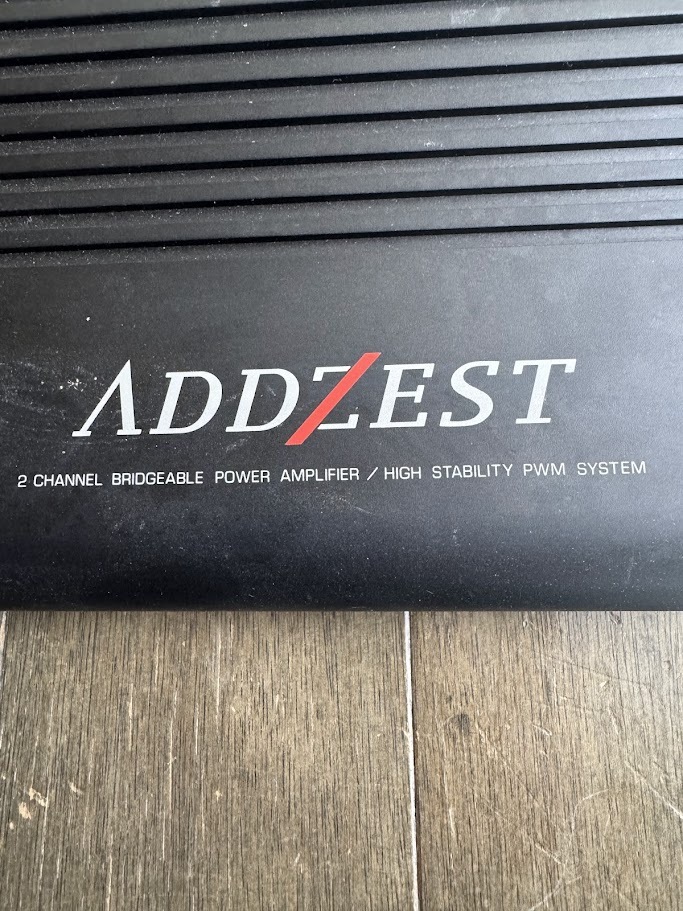 ADDZEST
2 CHANNEL BRIDGEABLE POWER AMPLIFIER / HIGH STABILITY PWM SYSTEM